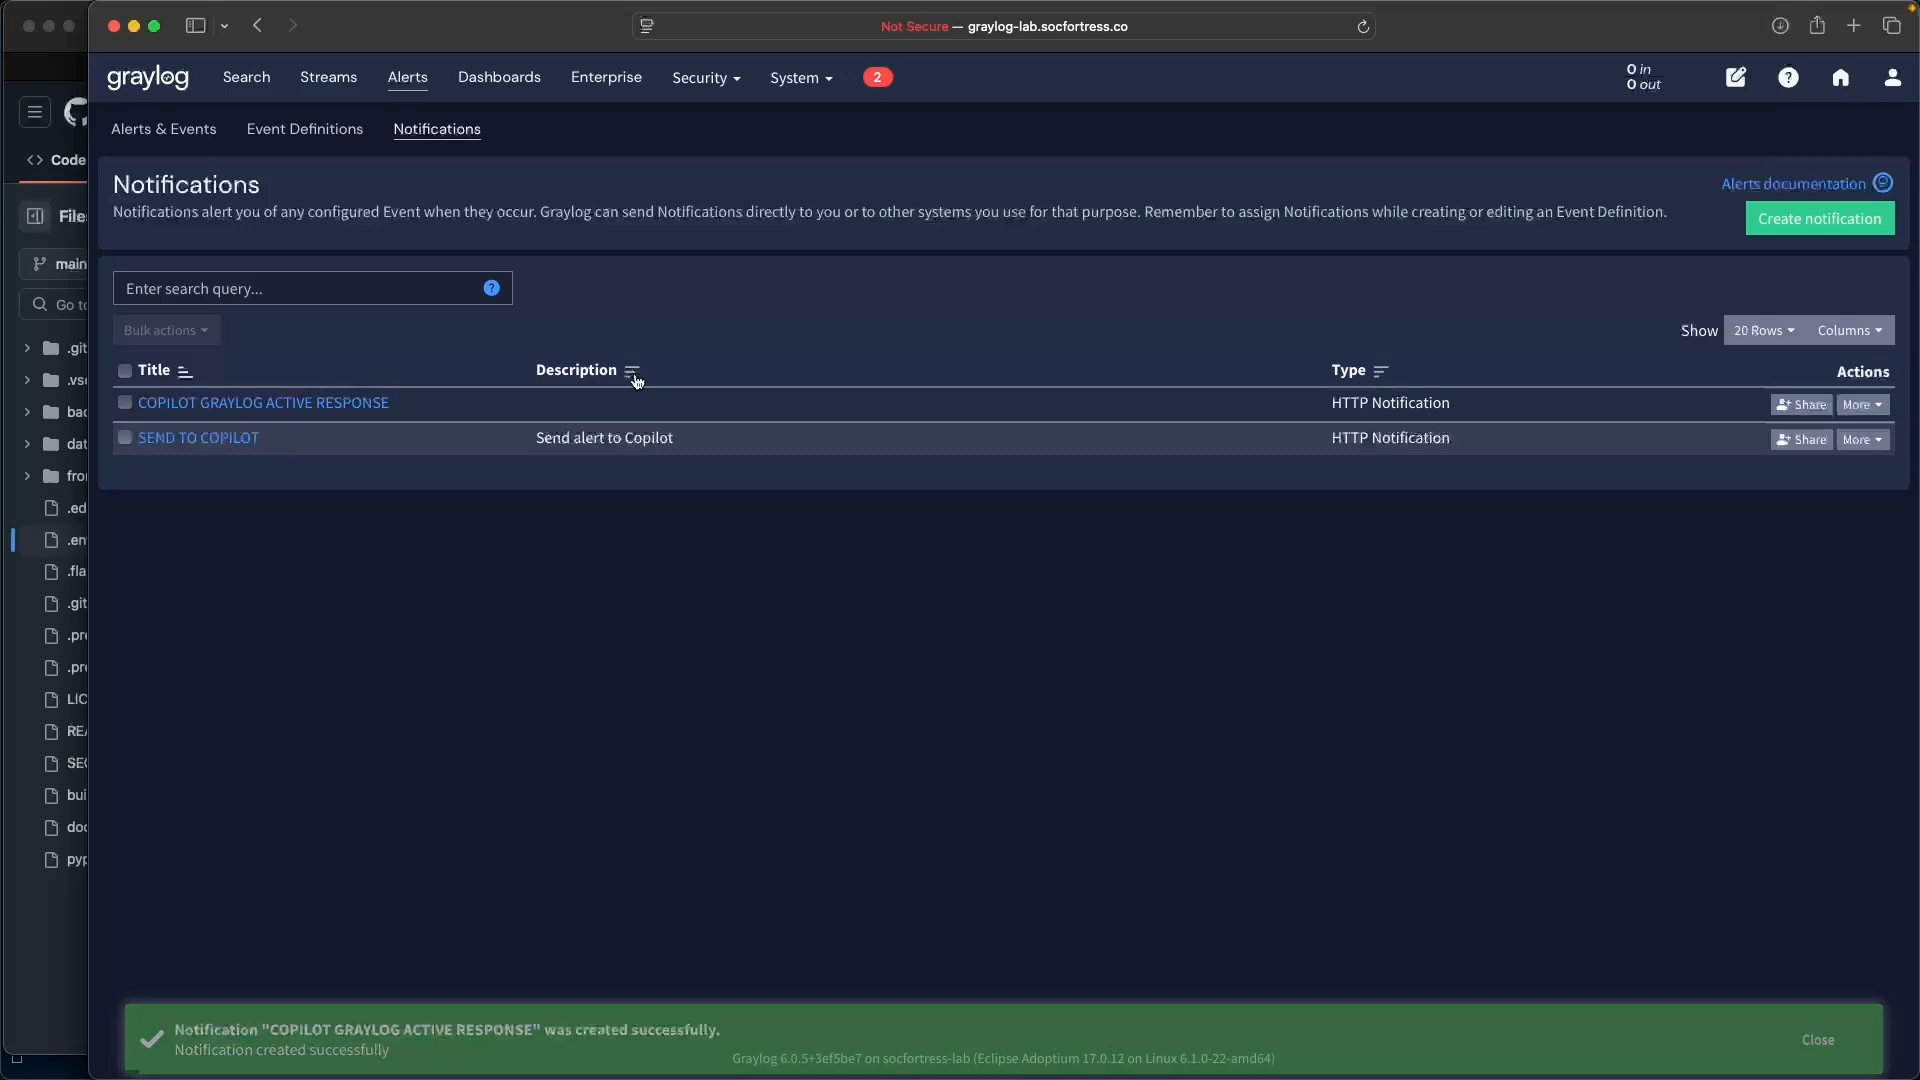 Not Secure — graylog-lab.socfortress.co
graylog
Search
Streams
Alerts
Dashboards
Enterprise
Security
System
2
0 in
0 out
Alerts & Events
Event Definitions
Notifications
Notifications
Notifications alert you of any configured Event when they occur. Graylog can send Notifications directly to you or to other systems you use for that purpose. Remember to assign Notifications while creating or editing an Event Definition.
Alerts documentation
Create notification
Enter search query...
Bulk actions
Show
20 Rows
Columns
Title
Description
Type
Actions
COPILOT GRAYLOG ACTIVE RESPONSE
HTTP Notification
Share
More
SEND TO COPILOT
Send alert to Copilot
HTTP Notification
Share
More
Notification "COPILOT GRAYLOG ACTIVE RESPONSE" was created successfully.
Notification created successfully
Close
Graylog 6.0.5+3ef5be7 on socfortress-lab (Eclipse Adoptium 17.0.12 on Linux 6.1.0-22-amd64)
Code
File
main
Go t
.git
.vs
bac
dat
fro
.ed
.en
.fla
.git
.pr
.pr
LIC
RE
SE
bui
doc
pyp